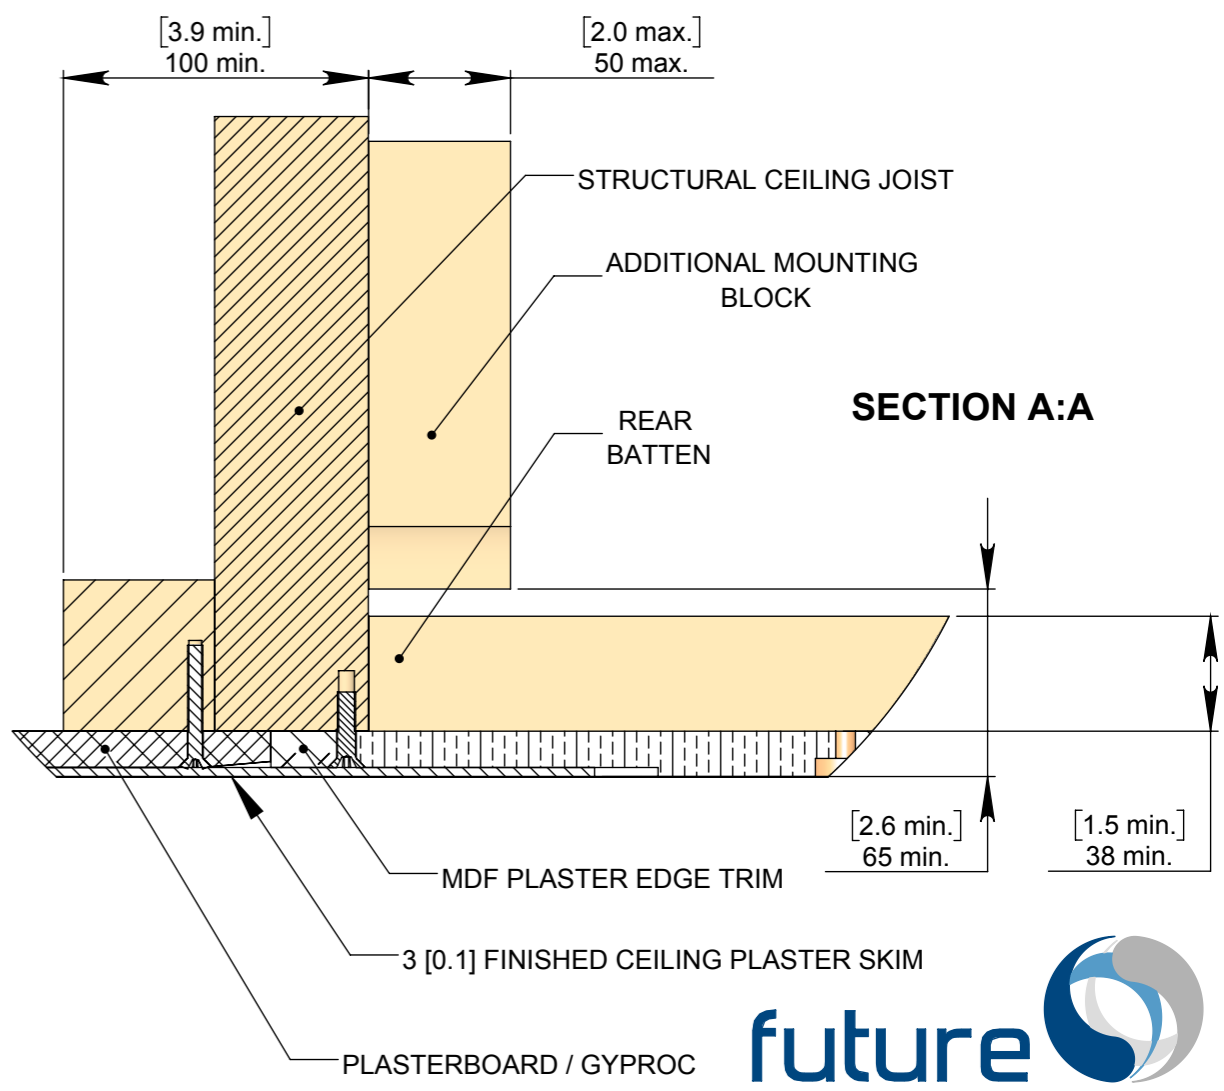 [3.9 min.]
100 min.
[2.0 max.]
50 max.
STRUCTURAL CEILING JOIST
ADDITIONAL MOUNTING
BLOCK
SECTION A:A
REAR
BATTEN
[2.6 min.]
65 min.
[1.5 min.]
38 min.
MDF PLASTER EDGE TRIM
3 [0.1] FINISHED CEILING PLASTER SKIM
PLASTERBOARD / GYPROC
future